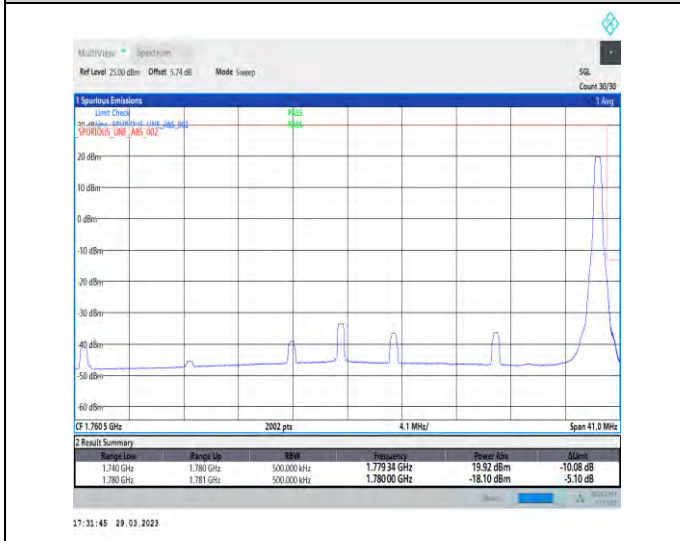 MultiView Spectrum
Ref Level 25.00 dBm Offset 5.74 dB Mode Sweep SGL
Count 30/30
1 Spurious Emissions 1 Avg
Limit Check PASS
SPURIOUS_LINE_ABS_002 PASS
SPURIOUS_LINE_ABS_002
20 dBm
10 dBm
0 dBm
-10 dBm
-20 dBm
-30 dBm
-40 dBm
-50 dBm
-60 dBm
CF 1.7605 GHz 2002 pts 4.1 MHz/ Span 41.0 MHz
2 Result Summary
Range Low Range Up RBW Frequency Power Abs ΔLimit
1.740 GHz 1.780 GHz 500.000 kHz 1.77934 GHz 19.92 dBm -10.08 dB
1.780 GHz 1.781 GHz 500.000 kHz 1.78000 GHz -18.10 dBm -5.10 dB
17:31:45 29.03.2023